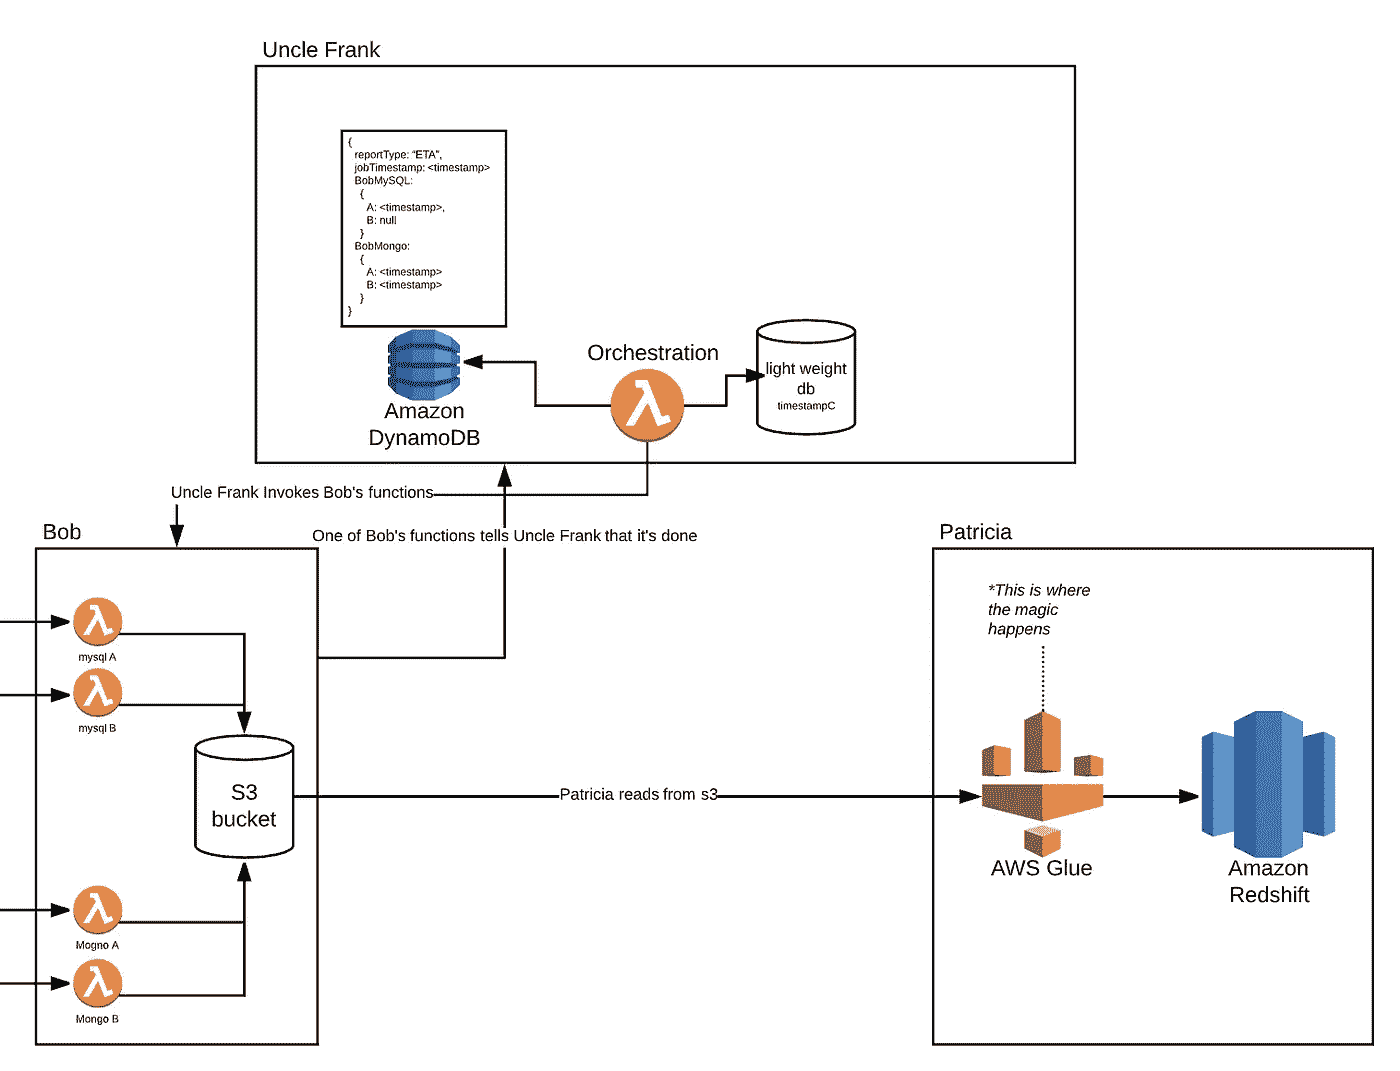 Uncle Frank
{
reportType: “ETA”,
jobTimestamp: <timestamp>
BobMySQL:
{
A: <timestamp>,
B: null
}
BobMongo:
{
A: <timestamp>
B: <timestamp>
}
}
Amazon
DynamoDB
Orchestration
light weight
db
timestampC
Uncle Frank Invokes Bob's functions
One of Bob's functions tells Uncle Frank that it's done
Bob
mysql A
mysql B
S3
bucket
Mogno A
Mongo B
Patricia reads from s3
Patricia
*This is where
the magic
happens
AWS Glue
Amazon
Redshift